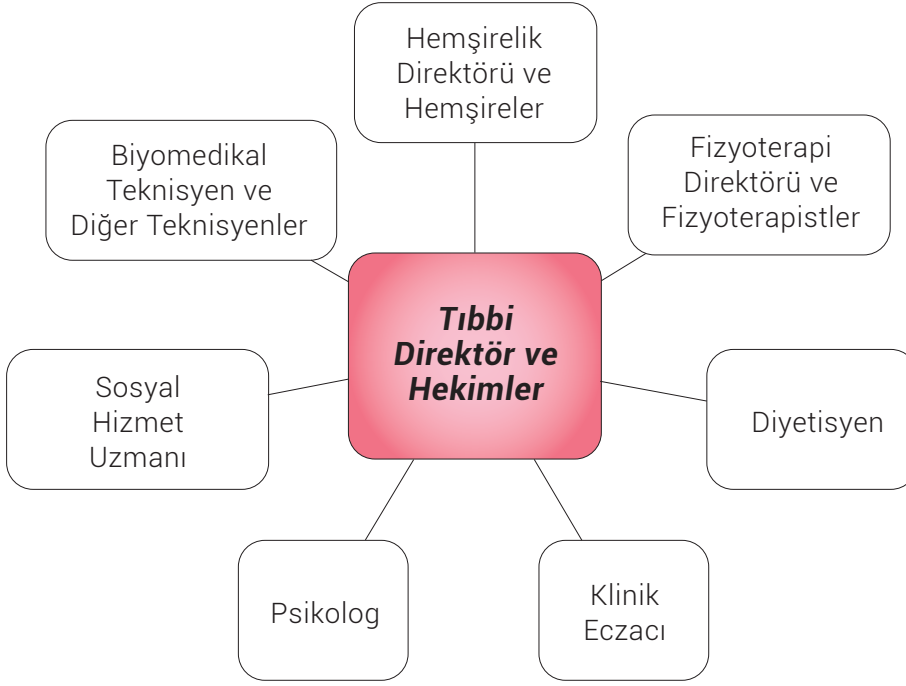 Hemşirelik
Direktörü ve
Hemşireler
Biyomedikal
Teknisyen ve
Diğer Teknisyenler
Fizyoterapi
Direktörü ve
Fizyoterapistler
Tıbbi
Direktör ve
Hekimler
Sosyal
Hizmet
Uzmanı
Diyetisyen
Psikolog
Klinik
Eczacı